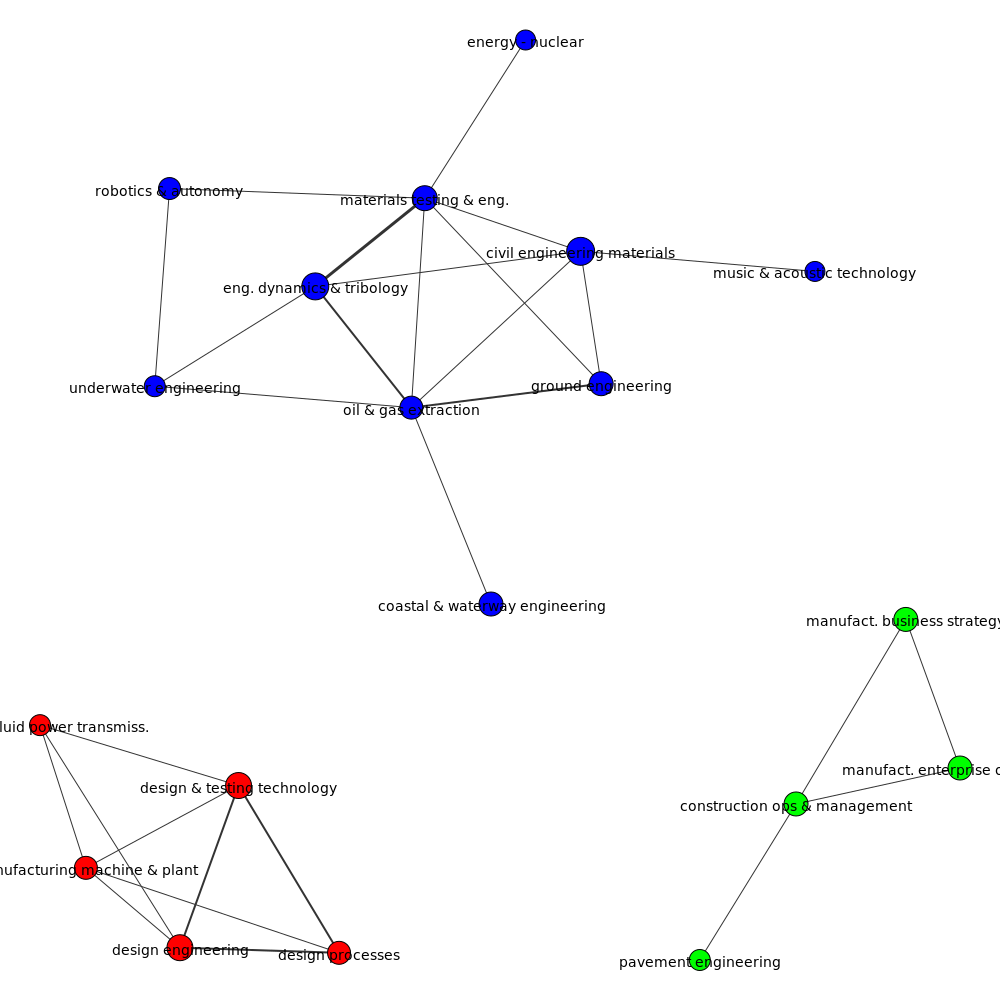 energy - nuclear
robotics & autonomy
materials testing & eng.
civil engineering materials
music & acoustic technology
eng. dynamics & tribology
underwater engineering
ground engineering
oil & gas extraction
coastal & waterway engineering
manufact. business strategy
luid power transmiss.
manufact. enterprise
design & testing technology
construction ops & management
nufacturing machine & plant
design engineering
design processes
pavement engineering